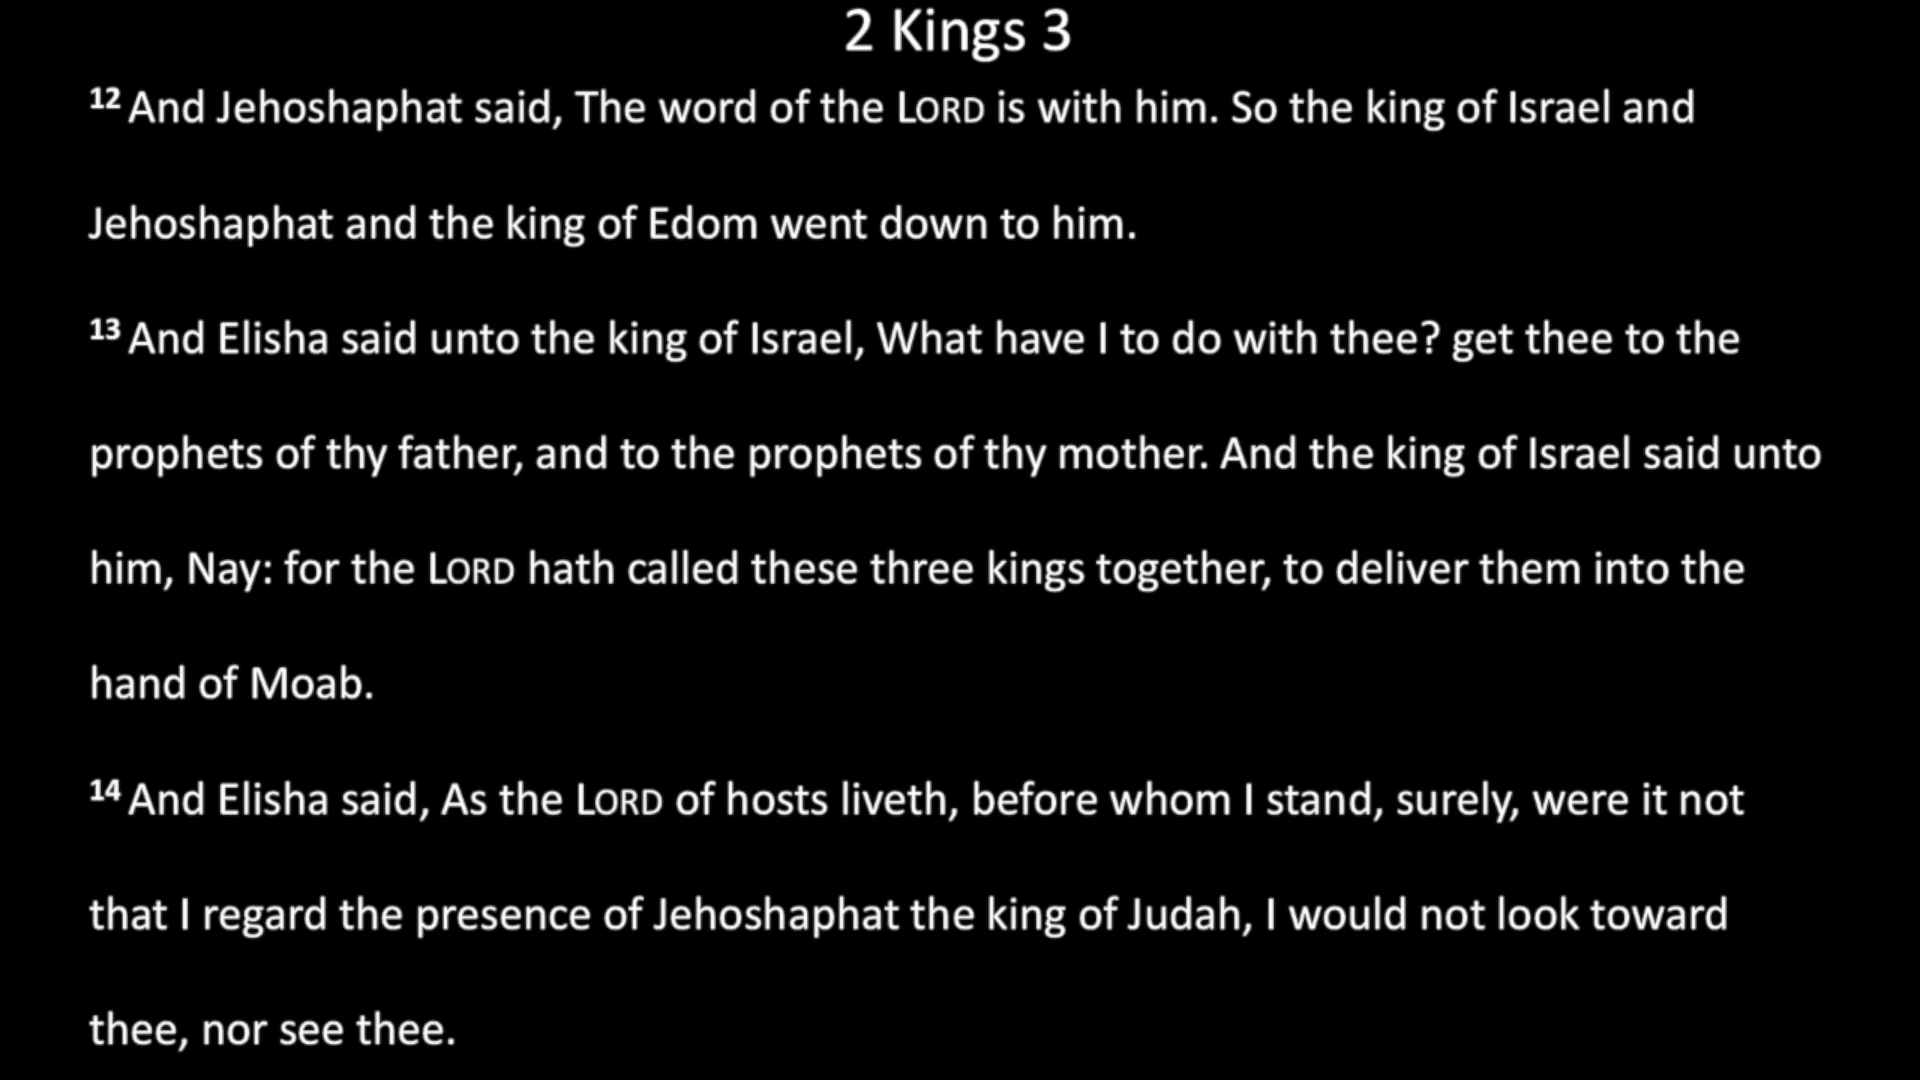 2 Kings 3
12 And Jehoshaphat said, The word of the LORD is with him. So the king of Israel and
Jehoshaphat and the king of Edom went down to him.
13 And Elisha said unto the king of Israel, What have I to do with thee? get thee to the
prophets of thy father, and to the prophets of thy mother. And the king of Israel said unto
him, Nay: for the LORD hath called these three kings together, to deliver them into the
hand of Moab.
14 And Elisha said, As the LORD of hosts liveth, before whom I stand, surely, were it not
that I regard the presence of Jehoshaphat the king of Judah, I would not look toward
thee, nor see thee.